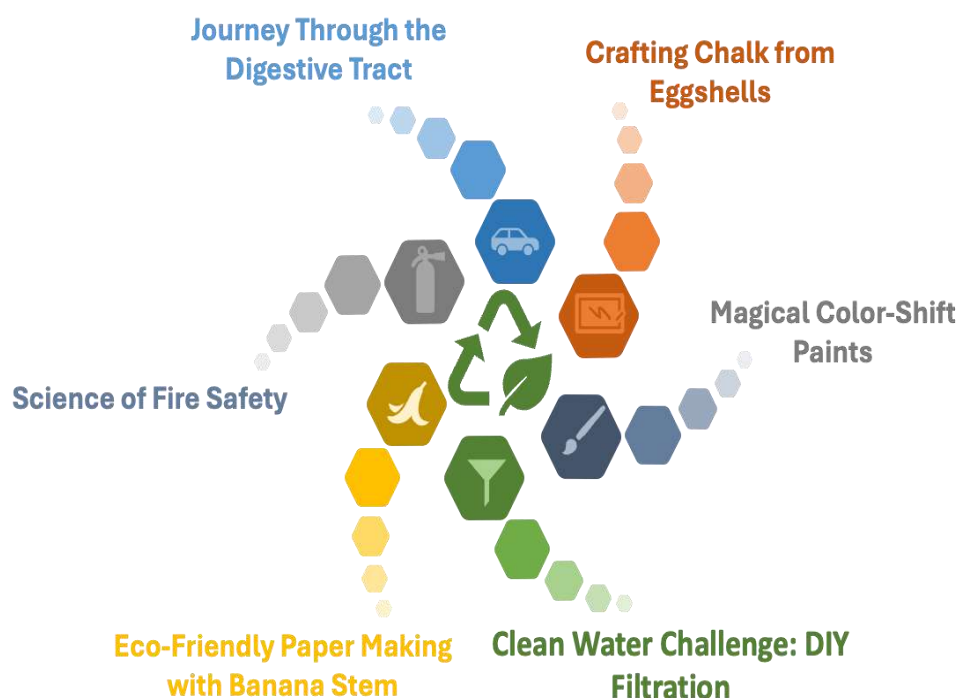 Journey Through the
Digestive Tract
Crafting Chalk from
Eggshells
Magical Color-Shift
Paints
Science of Fire Safety
Eco-Friendly Paper Making
with Banana Stem
Clean Water Challenge: DIY
Filtration